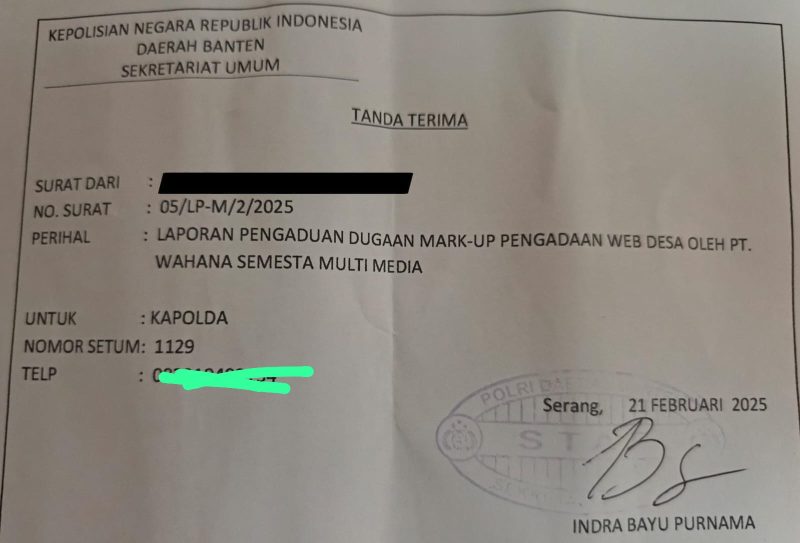 KEPOLISIAN NEGARA REPUBLIK INDONESIA
DAERAH BANTEN
SEKRETARIAT UMUM
TANDA TERIMA
SURAT DARI :
NO. SURAT : 05/LP-M/2/2025
PERIHAL : LAPORAN PENGADUAN DUGAAN MARK-UP PENGADAAN WEB DESA OLEH PT.
WAHANA SEMESTA MULTI MEDIA
UNTUK : KAPOLDA
NOMOR SETUM: 1129
TELP :
POLRI DAE
Serang, 21 FEBRUARI 2025
INDRA BAYU PURNAMA